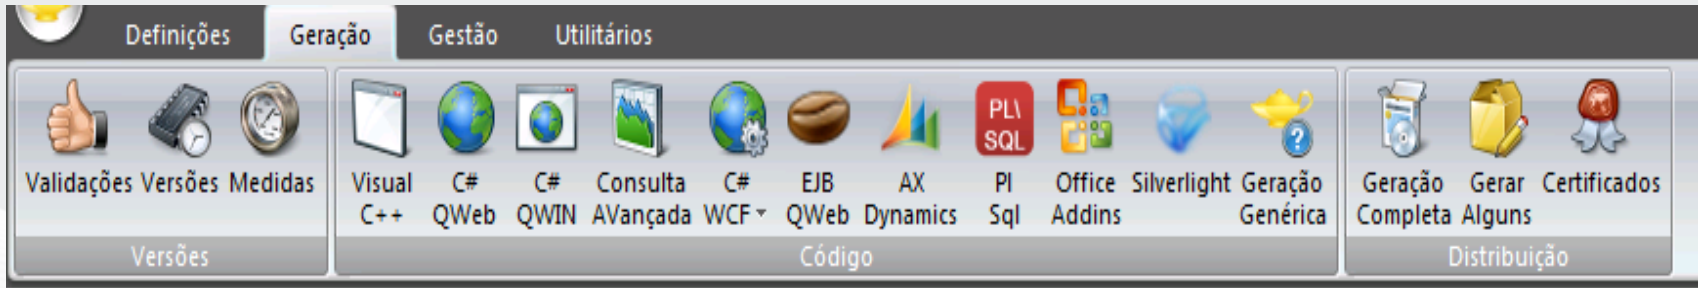 Definições Geração Gestão Utilitários
PL\
SQL
Validações Versões Medidas Visual C# C# Consulta C# EJB AX Pl Office Silverlight Geração Geração Gerar Certificados
C++ QWeb QWIN AVançada WCF QWeb Dynamics Sql Addins Genérica Completa Alguns
Versões Código Distribuição